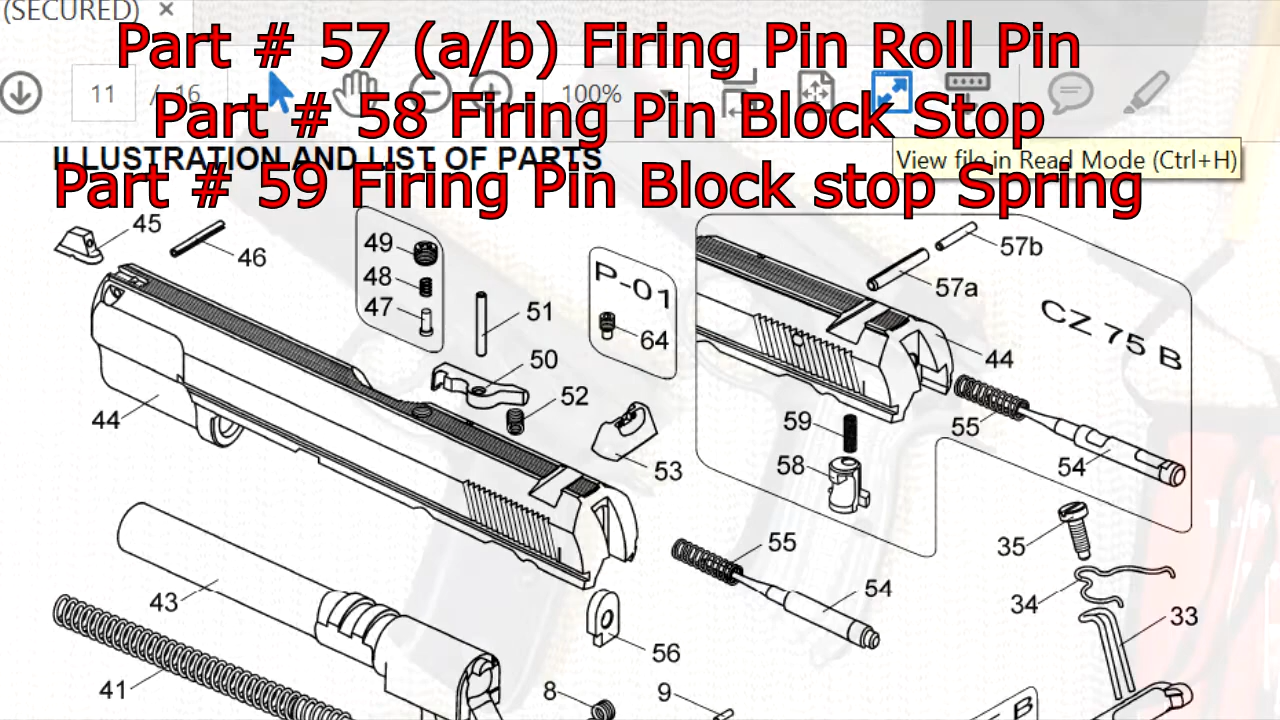 (SECURED) ×
Part # 57 (a/b) Firing Pin Roll Pin
11 / 16 100%
Part # 58 Firing Pin Block Stop
ILLUSTRATION AND LIST OF PARTS
View file in Read Mode (Ctrl+H)
Part # 59 Firing Pin Block stop Spring
45
46
49
48
47
51
50
52
P-01
64
53
44
57b
57a
CZ 75 B
44
59
58
55
54
35
34
33
55
54
56
43
41
8
9
B